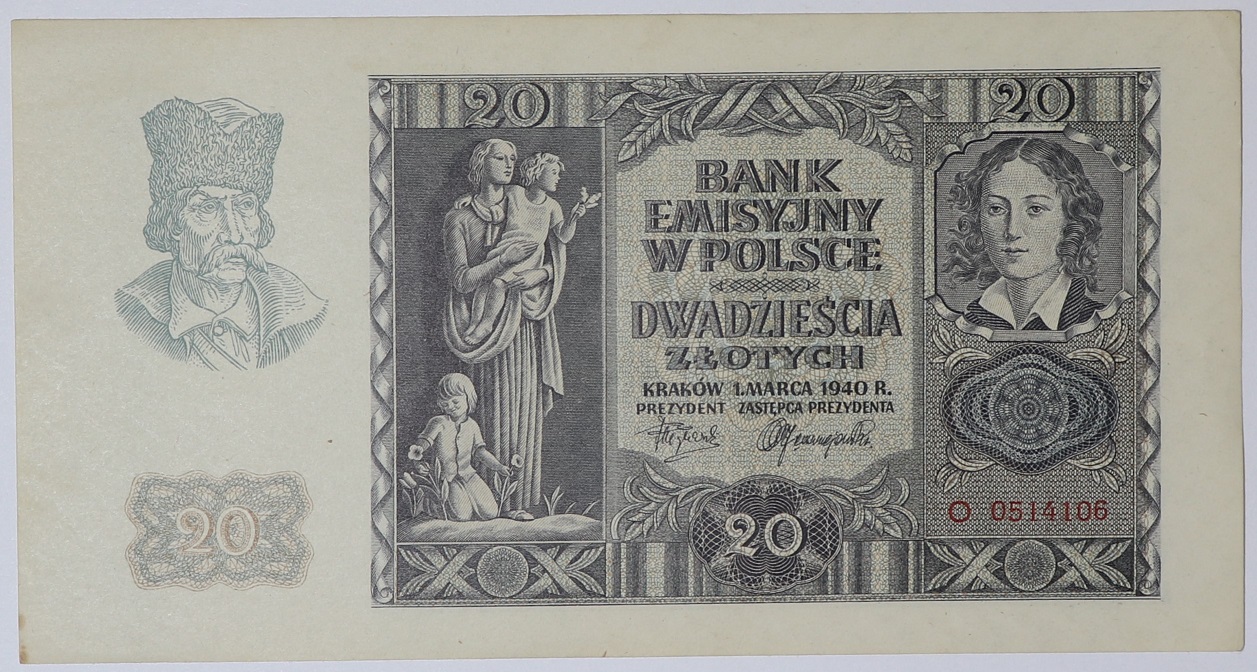 20
20
BANK
EMISYJNY
W POLSCE
DWADZIEŚCIA
ZŁOTYCH
KRAKÓW 1.MARCA 1940 R.
PREZYDENT ZASTĘPCA PREZYDENTA
20
20
O 0514106